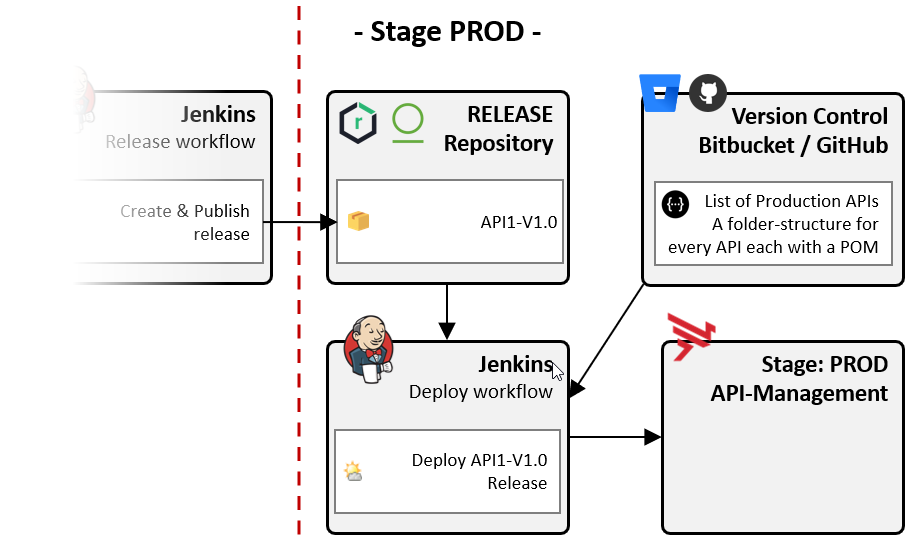 - Stage PROD -
Jenkins
Release workflow
Create & Publish
release
r
RELEASE
Repository
API1-V1.0
Version Control
Bitbucket / GitHub
{...}
List of Production APIs
A folder-structure for
every API each with a POM
Jenkins
Deploy workflow
Deploy API1-V1.0
Release
Stage: PROD
API-Management